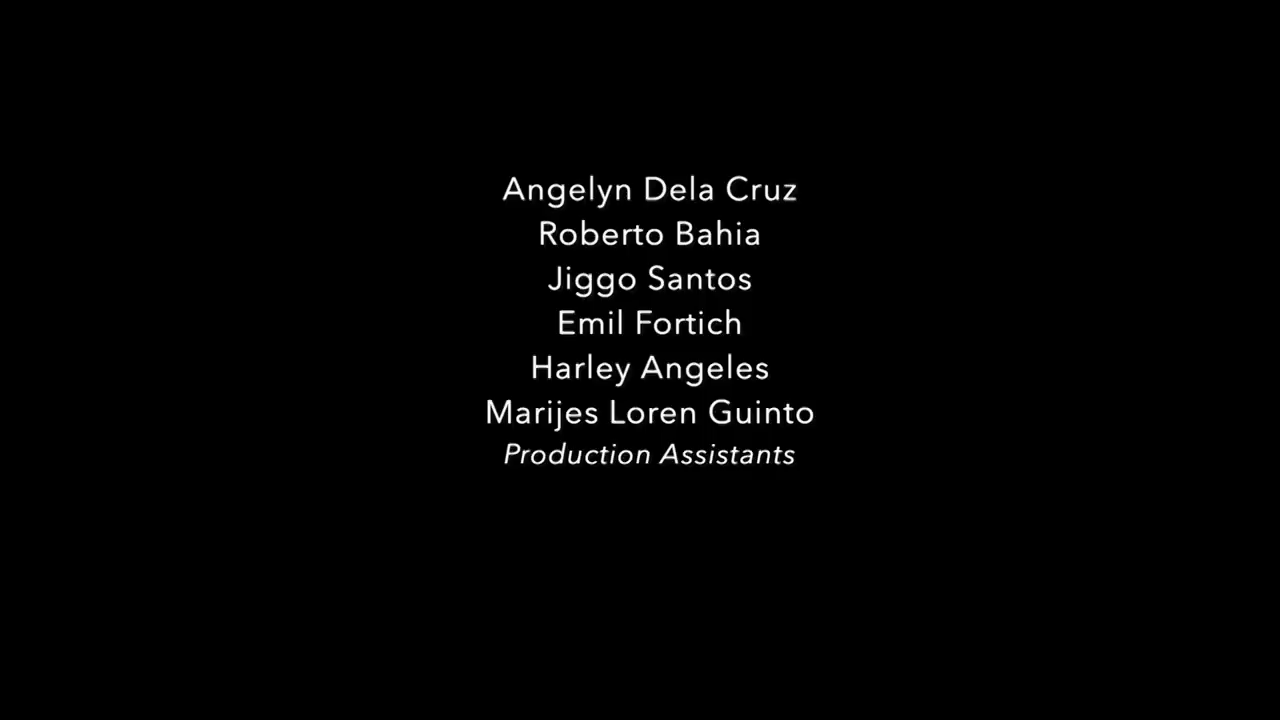 Angelyn Dela Cruz
Roberto Bahia
Jiggo Santos
Emil Fortich
Harley Angeles
Marijes Loren Guinto
Production Assistants